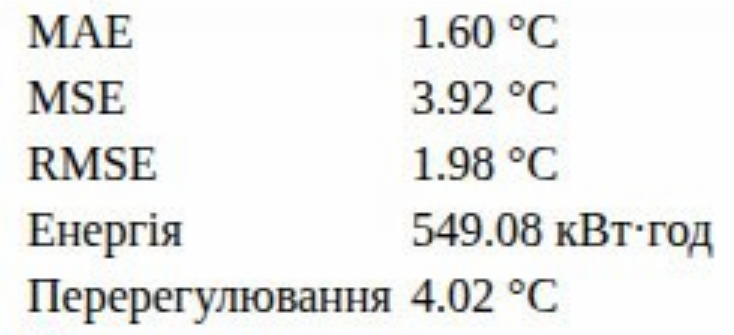 MAE 1.60 °C
MSE 3.92 °C
RMSE 1.98 °C
Енергія 549.08 кВт·год
Перерегулювання 4.02 °C